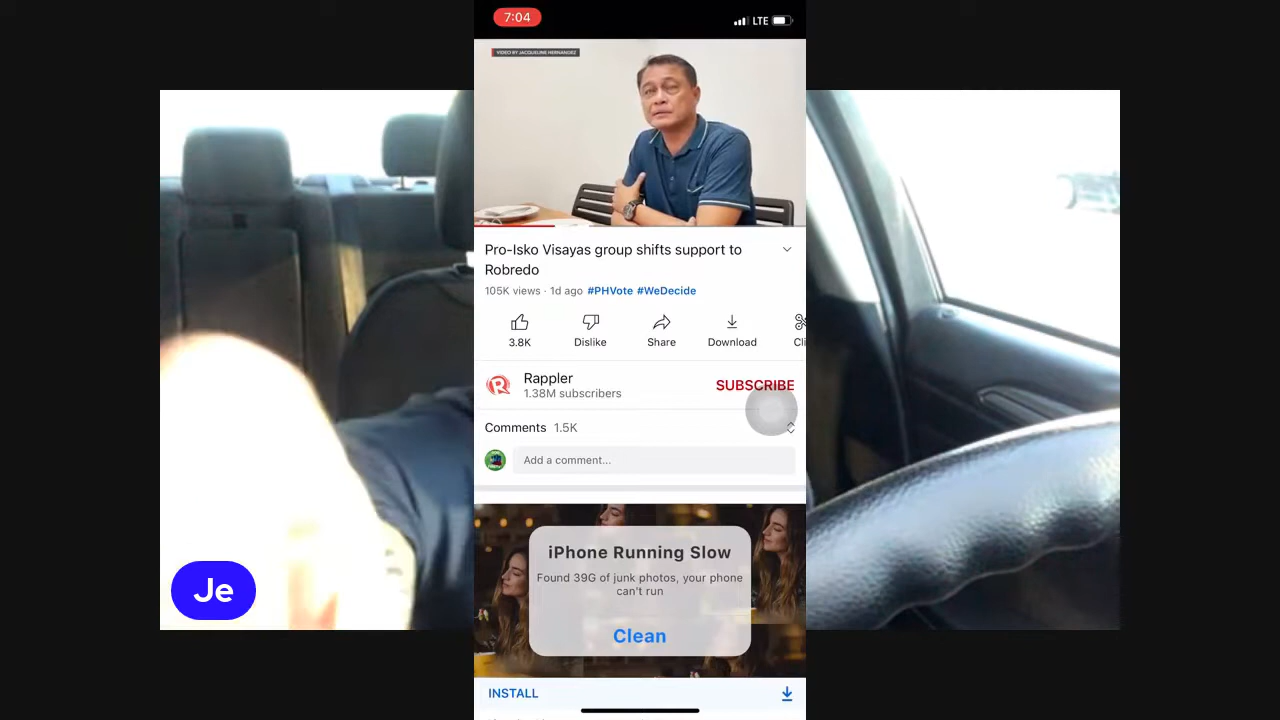 7:04
LTE
VIDEO BY JACQUELINE HERNANDEZ
Pro-Isko Visayas group shifts support to
Robredo
105K views · 1d ago #PHVote #WeDecide
3.8K
Dislike
Share
Download
Cli
Rappler
1.38M subscribers
SUBSCRIBE
Comments 1.5K
Add a comment...
iPhone Running Slow
Found 39G of junk photos, your phone
can't run
Clean
INSTALL
Je